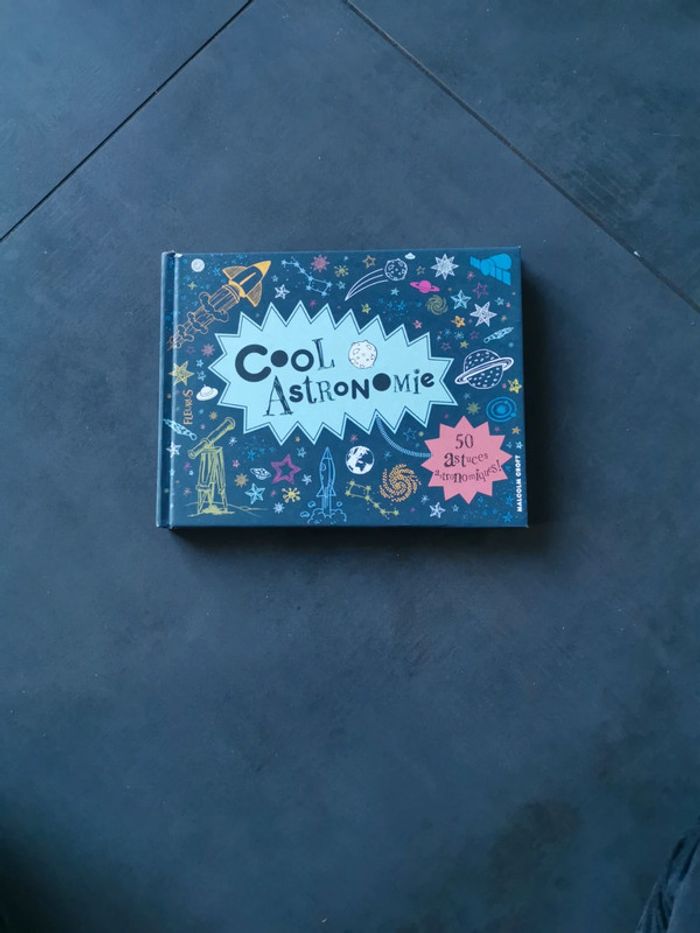 COOL
ASTRONOMIE
50
astuces
astronomiques!
MALCOLM CROFT
FLEURUS